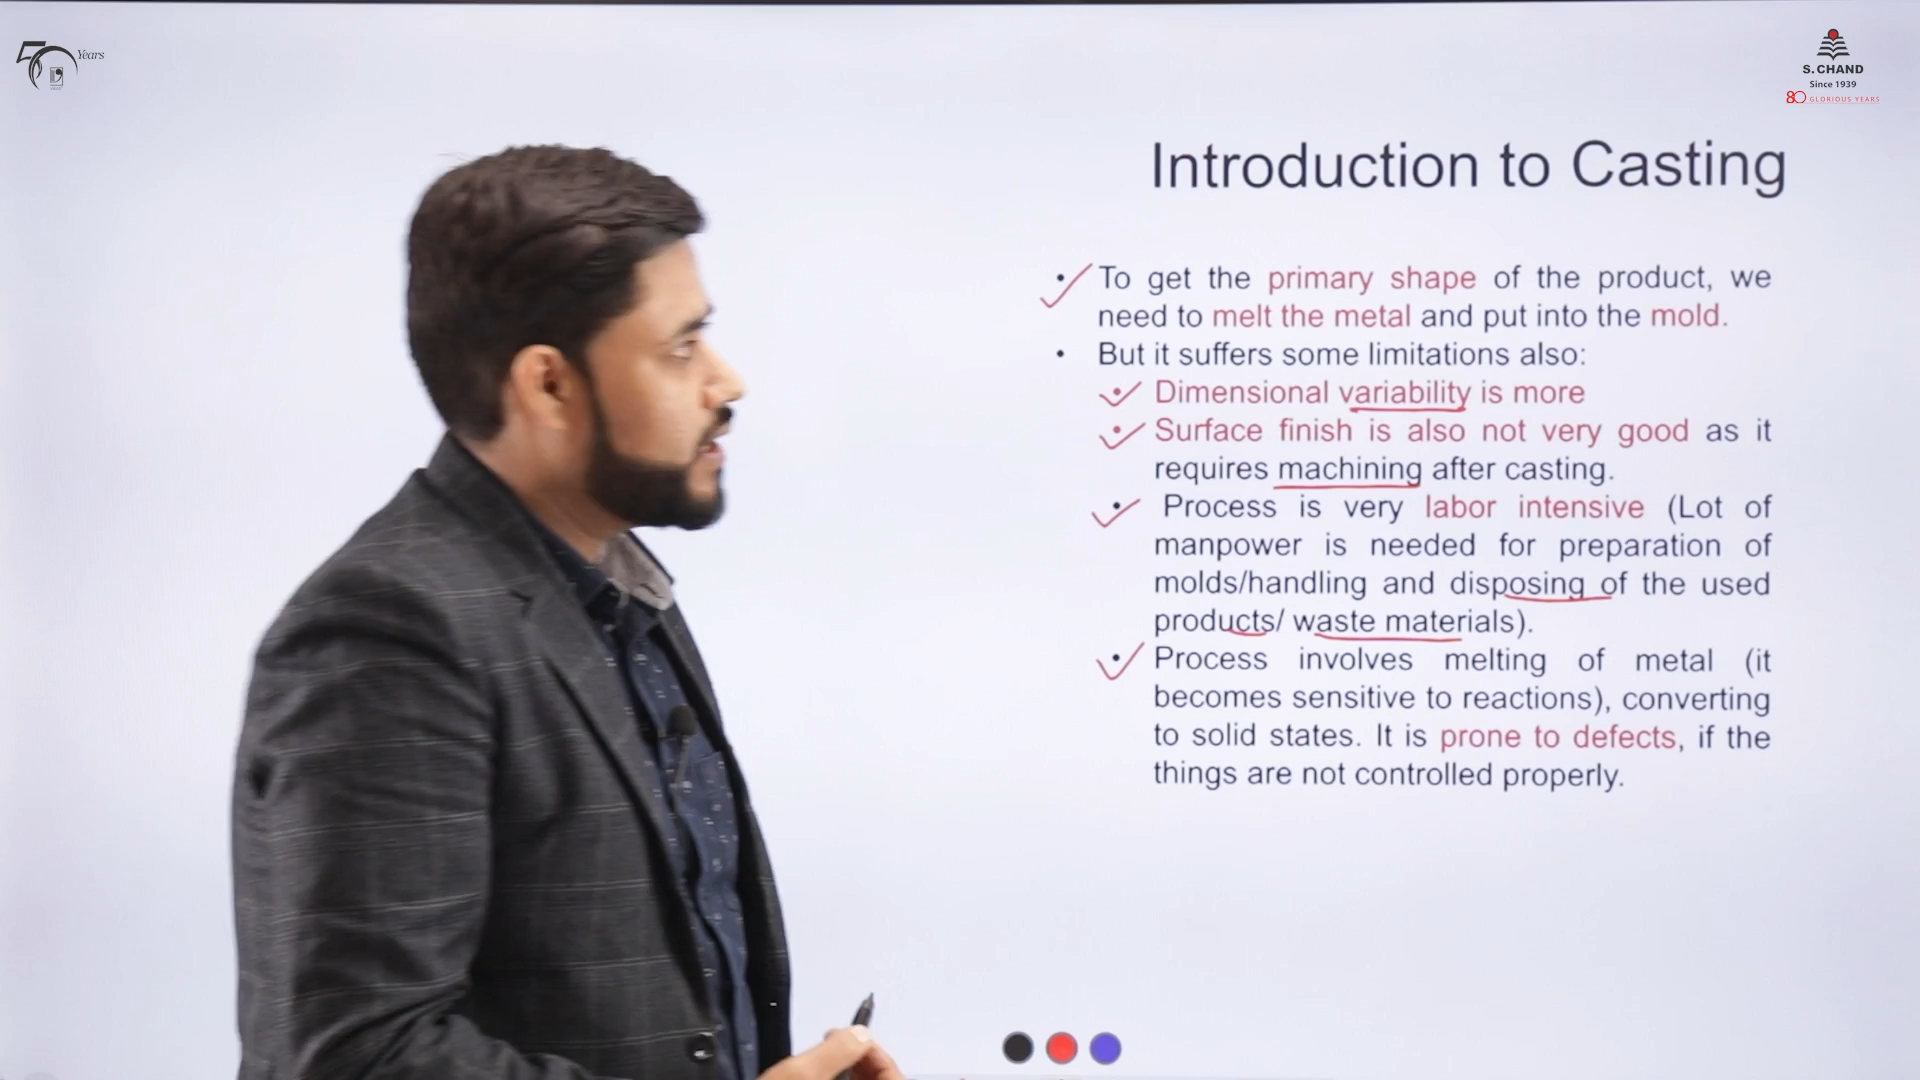 50 Years
S. CHAND
Since 1939
80 GLORIOUS YEARS
Introduction to Casting
• To get the primary shape of the product, we
need to melt the metal and put into the mold.
• But it suffers some limitations also:
• Dimensional variability is more
• Surface finish is also not very good as it
requires machining after casting.
• Process is very labor intensive (Lot of
manpower is needed for preparation of
molds/handling and disposing of the used
products/ waste materials).
• Process involves melting of metal (it
becomes sensitive to reactions), converting
to solid states. It is prone to defects, if the
things are not controlled properly.